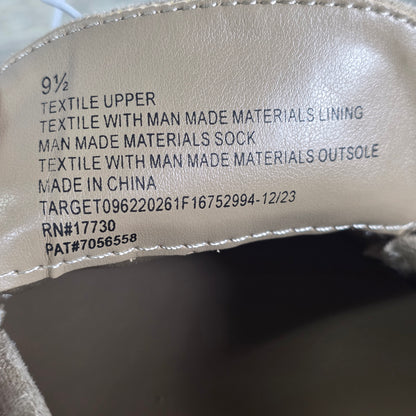 9½
TEXTILE UPPER
TEXTILE WITH MAN MADE MATERIALS LINING
MAN MADE MATERIALS SOCK
TEXTILE WITH MAN MADE MATERIALS OUTSOLE
MADE IN CHINA
TARGET096220261F16752994-12/23
RN#17730
PAT#7056558